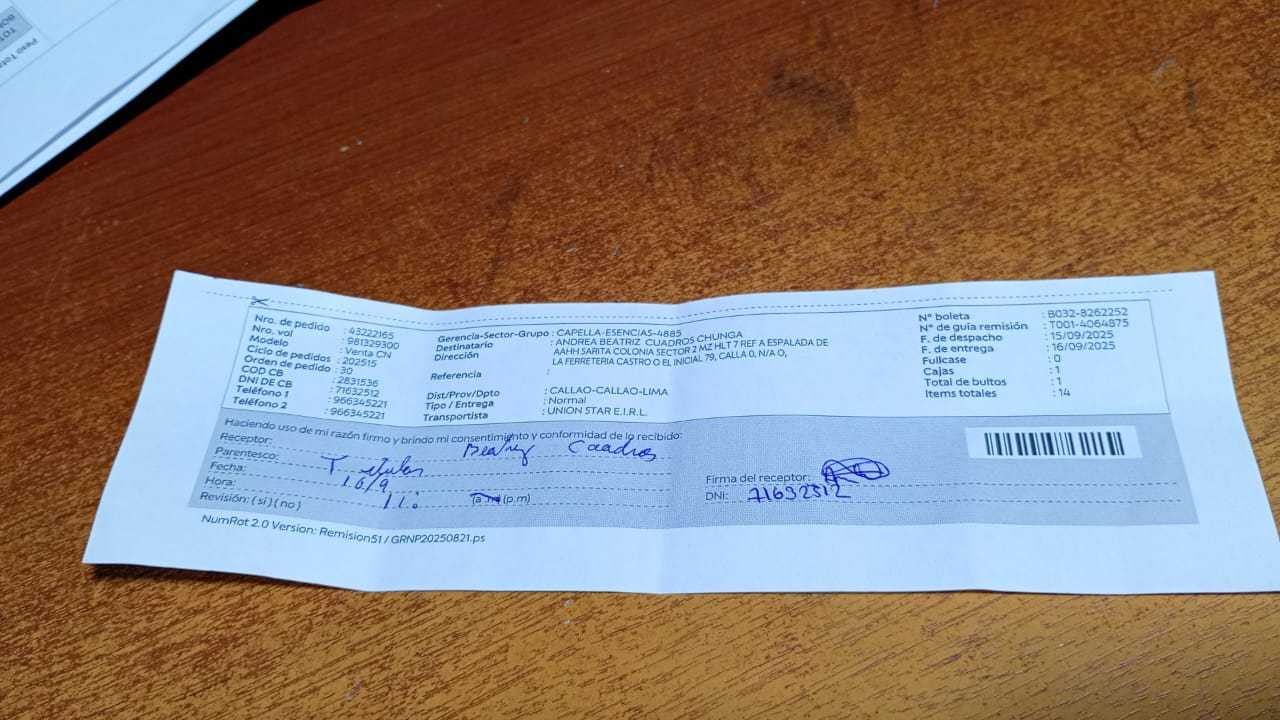 Nro. de pedido : 43222165
Nro. vol : 981329300
Modelo : Venta CN
Ciclo de pedidos : 202515
Orden de pedido : 30
COD CB : 2831536
DNI DE CB : 71632512
Teléfono 1 : 966345221
Teléfono 2 : 966345221
Gerencia-Sector-Grupo : CAPELLA-ESENCIAS-4885
Destinatario : ANDREA BEATRIZ CUADROS CHUNGA
Dirección : AAHH SARITA COLONIA SECTOR 2 MZ HLT 7 REF A ESPALADA DE
LA FERRETERIA CASTRO O EL INICIAL 79, CALLA 0, N/A O,
Referencia :
Dist/Prov/Dpto : CALLAO-CALLAO-LIMA
Tipo / Entrega : Normal
Transportista : UNION STAR E.I.R.L.
N° boleta : B032-8262252
N° de guia remisión : T001-4064875
F. de despacho : 15/09/2025
F. de entrega : 16/09/2025
Fullcase : 0
Cajas : 1
Total de bultos : 1
Items totales : 14
Haciendo uso de mi razón firmo y brindo mi consentimiento y conformidad de lo recibido:
Receptor: Beatriz Cuadros
Parentesco: Titular
Fecha: 16/9
Hora: 11: (a.m) (p.m)
Revisión: ( si ) ( no )
Firma del receptor:
DNI: 71632512
NumRot 2.0 Version: Remision51 / GRNP20250821.ps
Peso Tota